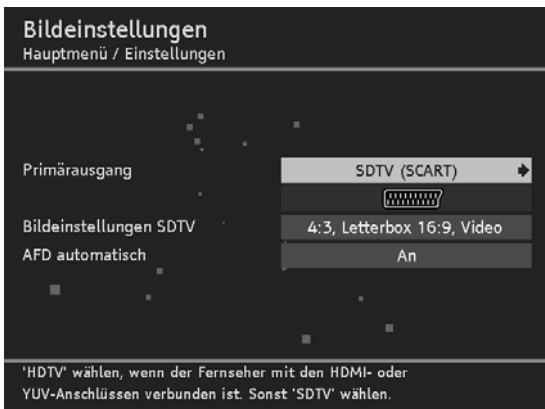 Bildeinstellungen
Hauptmenü / Einstellungen
Primärausgang SDTV (SCART)
Bildeinstellungen SDTV 4:3, Letterbox 16:9, Video
AFD automatisch An
'HDTV' wählen, wenn der Fernseher mit den HDMI- oder
YUV-Anschlüssen verbunden ist. Sonst 'SDTV' wählen.